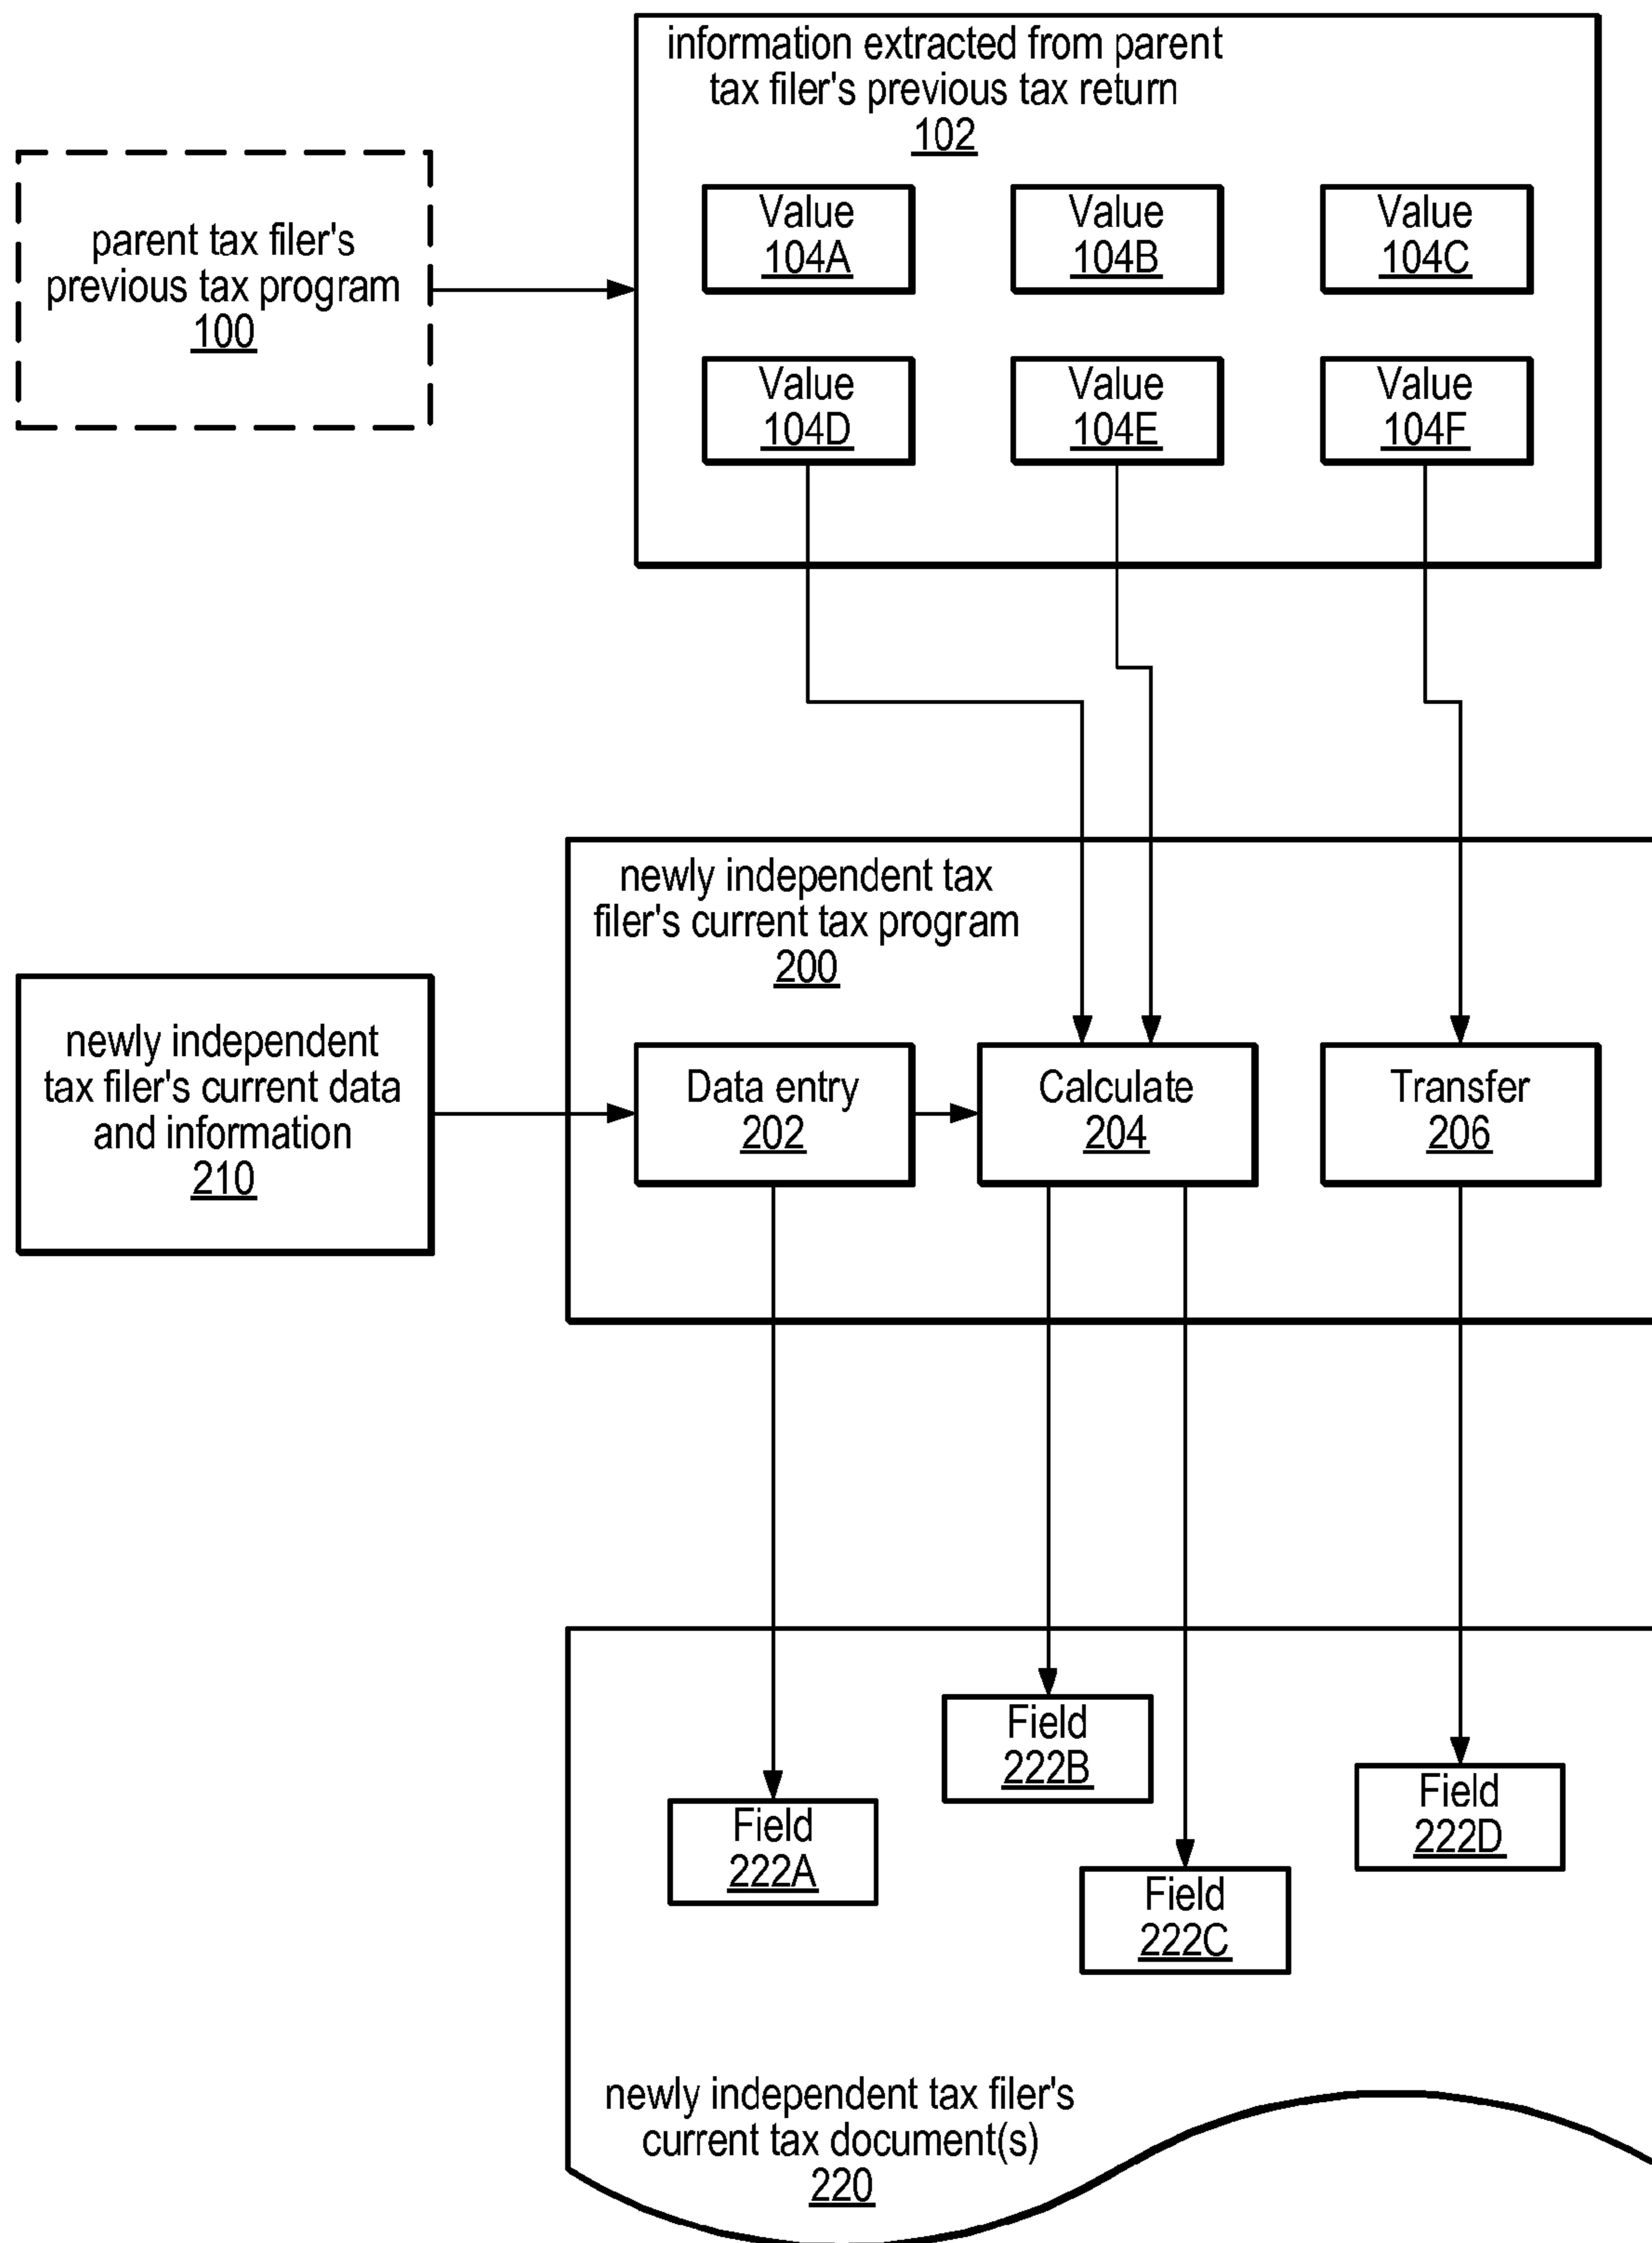 information extracted from parent
tax filer's previous tax return
102
parent tax filer's
previous tax program
100
Value
104A
Value
104B
Value
104C
Value
104D
Value
104E
Value
104F
newly independent tax
filer's current tax program
200
newly independent
tax filer's current data
and information
210
Data entry
202
Calculate
204
Transfer
206
Field
222A
Field
222B
Field
222C
Field
222D
newly independent tax filer's
current tax document(s)
220